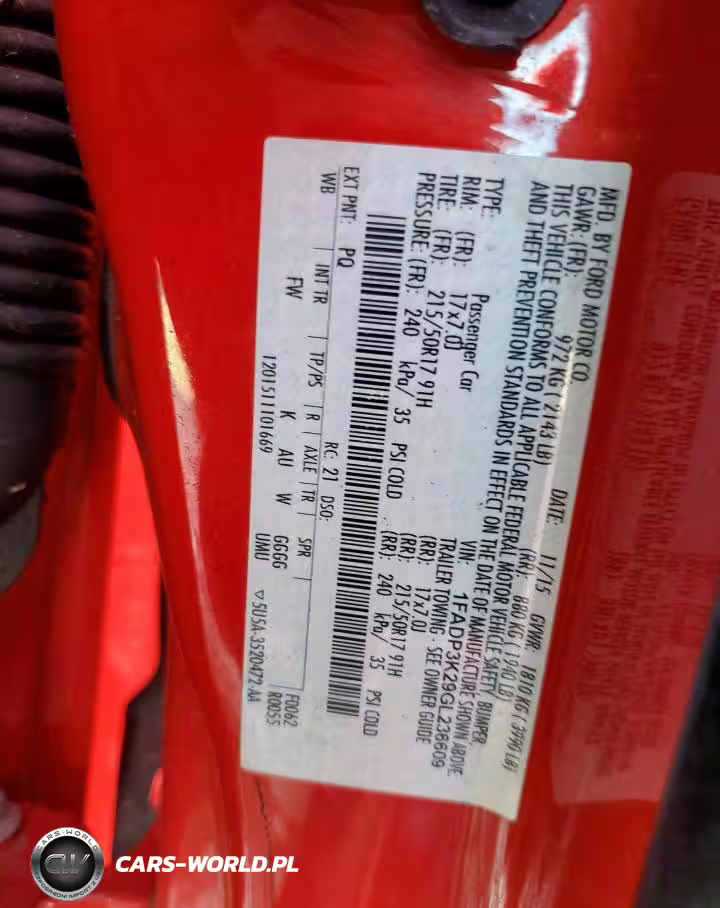 MFD. BY FORD MOTOR CO.
DATE: 11/15 GVWR: 1810 KG ( 3990 LB)
GAWR: (FR): 972 KG ( 2143 LB) (RR): 880 KG ( 1940 LB)
THIS VEHICLE CONFORMS TO ALL APPLICABLE FEDERAL MOTOR VEHICLE SAFETY, BUMPER,
AND THEFT PREVENTION STANDARDS IN EFFECT ON THE DATE OF MANUFACTURE SHOWN ABOVE.
VIN: 1FADP3K29GL236609
TYPE: Passenger Car TRAILER TOWING - SEE OWNER GUIDE
RIM: (FR): 17x7.0J (RR): 17x7.0J
TIRE: (FR): 215/50R17 91H (RR): 215/50R17 91H
PRESSURE: (FR): 240 kPa/ 35 PSI COLD (RR): 240 kPa/ 35 PSI COLD
EXT PNT: PQ RC: 21 DSO:
WB | INT TR | TP/PS | R | AXLE | TR | SPR
F0062
R0055
FW K AU W GGGG
UMU
1201511101669
▽ 5U5A-3520472-AA
CARS-WORLD
CW
CARS-WORLD.PL